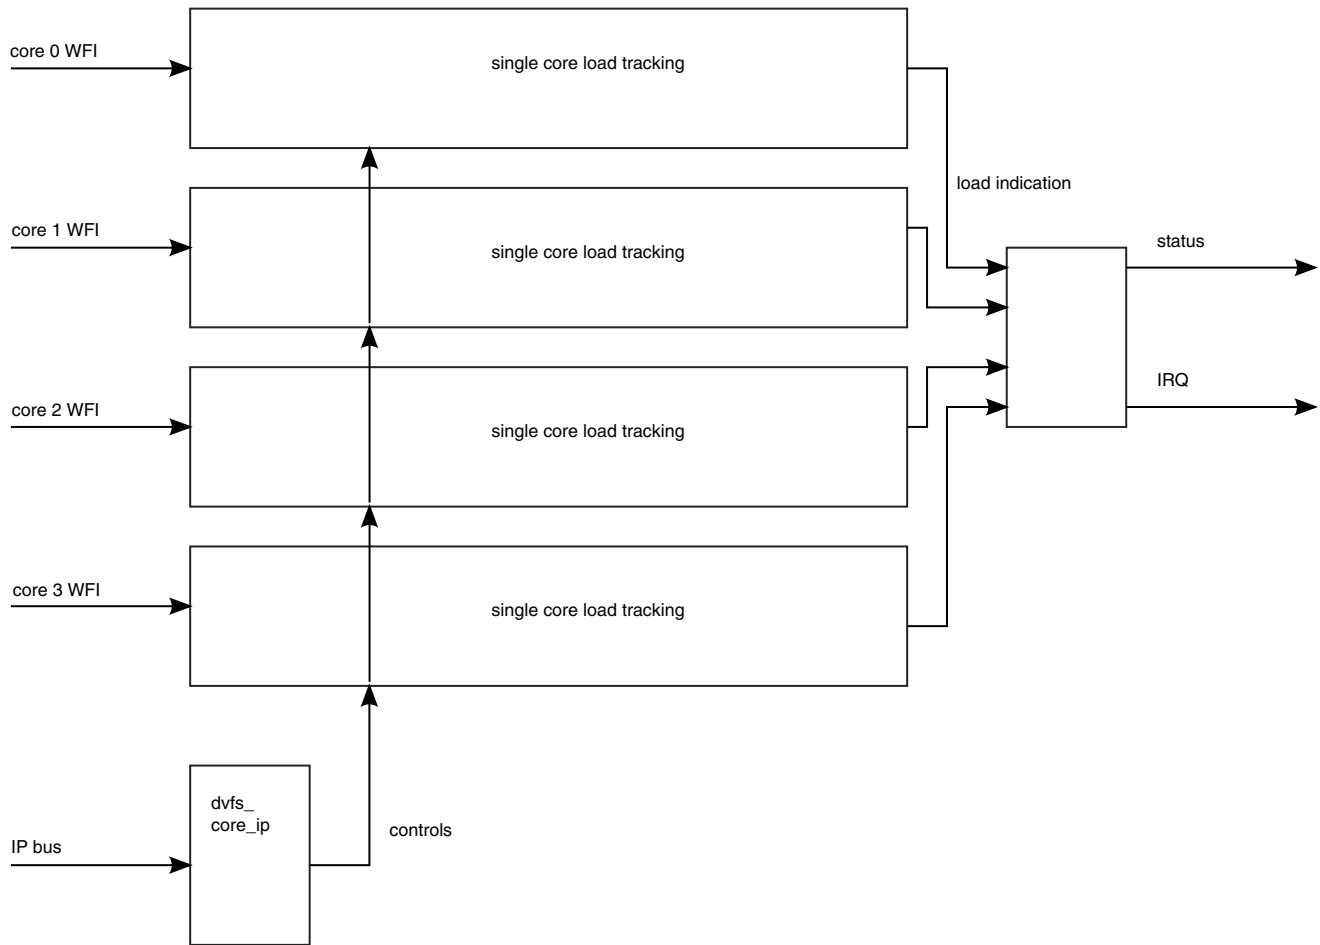 core 0 WFI
single core load tracking
load indication
core 1 WFI
single core load tracking
status
IRQ
core 2 WFI
single core load tracking
core 3 WFI
single core load tracking
dvfs_
core_ip
controls
IP bus